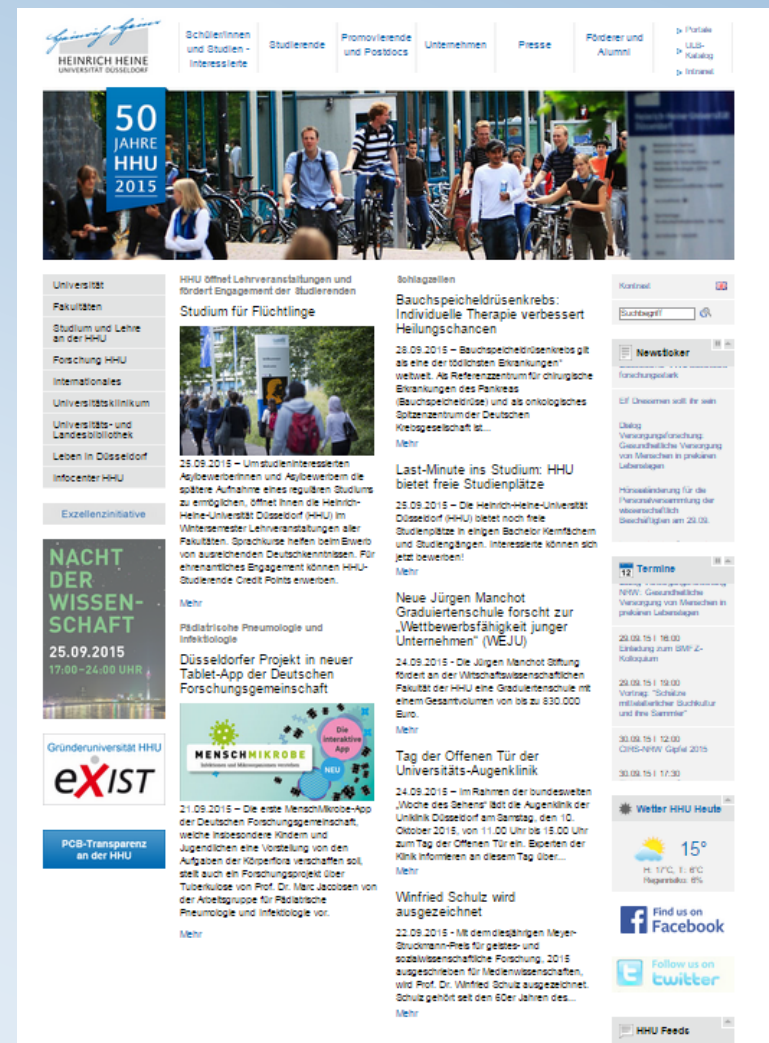 HEINRICH HEINE
UNIVERSITÄT DÜSSELDORF
Schüler/innen
und Studien -
Interessierte
Studierende
Promovierende
und Postdocs
Unternehmen
Presse
Förderer und
Alumni
Portale
ULB-
Katalog
Intranet
50
JAHRE
HHU
2015
Universität
Fakultäten
Studium und Lehre
an der HHU
Forschung HHU
Internationales
Universitätsklinikum
Universitäts- und
Landesbibliothek
Leben in Düsseldorf
Infocenter HHU
Exzellenzinitiative
NACHT
DER
WISSEN-
SCHAFT
25.09.2015
17:00–24:00 UHR
Gründeruniversität HHU
eXIST
PCB-Transparenz
an der HHU
HHU öffnet Lehrveranstaltungen und
fördert Engagement der Studierenden
Studium für Flüchtlinge
25.09.2015 – Um studieninteressierten
Asylbewerberinnen und Asylbewerbern die
spätere Aufnahme eines regulären Studiums
zu ermöglichen, öffnet ihnen die Heinrich-
Heine-Universität Düsseldorf (HHU) im
Wintersemester Lehrveranstaltungen aller
Fakultäten. Sprachkurse helfen beim Erwerb
von ausreichenden Deutschkenntnissen. Für
ehrenamtliches Engagement können HHU-
Studierende Credit Points erwerben.
Mehr
Pädiatrische Pneumologie und
Infektiologie
Düsseldorfer Projekt in neuer
Tablet-App der Deutschen
Forschungsgemeinschaft
MENSCHMIKROBE
Die
interaktive
App
NEU
21.09.2015 – Die erste MenschMikrobe-App
der Deutschen Forschungsgemeinschaft,
welche insbesondere Kindern und
Jugendlichen eine Vorstellung von den
Aufgaben der Körperflora verschaffen soll,
stellt auch ein Forschungsprojekt über
Tuberkulose von Prof. Dr. Marc Jacobsen von
der Arbeitsgruppe für Pädiatrische
Pneumologie und Infektiologie vor.
Mehr
Schlagzeilen
Bauchspeicheldrüsenkrebs:
Individuelle Therapie verbessert
Heilungschancen
28.09.2015 – Bauchspeicheldrüsenkrebs gilt
als eine der tödlichsten Erkrankungen"
weltweit. Als Referenzzentrum für chirurgische
Erkrankungen des Pankreas
(Bauchspeicheldrüse) und als onkologisches
Spitzenzentrum der Deutschen
Krebsgesellschaft ist...
Mehr
Last-Minute ins Studium: HHU
bietet freie Studienplätze
25.09.2015 – Die Heinrich-Heine-Universität
Düsseldorf (HHU) bietet noch freie
Studienplätze in einigen Bachelor Kernfächern
und Studiengängen. Interessierte können sich
jetzt bewerben!
Mehr
Neue Jürgen Manchot
Graduiertenschule forscht zur
„Wettbewerbsfähigkeit junger
Unternehmen" (WEJU)
24.09.2015 - Die Jürgen Manchot Stiftung
fördert an der Wirtschaftswissenschaftlichen
Fakultät der HHU eine Graduiertenschule mit
einem Gesamtvolumen von bis zu 830.000
Euro.
Mehr
Tag der Offenen Tür der
Universitäts-Augenklinik
24.09.2015 – Im Rahmen der bundesweiten
„Woche des Sehens" lädt die Augenklinik der
Uniklinik Düsseldorf am Samstag, den 10.
Oktober 2015, von 11.00 Uhr bis 15.00 Uhr
zum Tag der Offenen Tür ein. Experten der
Klinik informieren an diesem Tag über...
Mehr
Winfried Schulz wird
ausgezeichnet
22.09.2015 - Mit dem diesjährigen Meyer-
Struckmann-Preis für geistes- und
sozialwissenschaftliche Forschung, 2015
ausgeschrieben für Medienwissenschaften,
wird Prof. Dr. Winfried Schulz ausgezeichnet.
Schulz gehört seit den 60er Jahren des...
Mehr
Kontrast
Suchbegriff
Newsticker
forschungsstark
Elf Dressmen soll ihr sein
Dialog
Versorgungsforschung:
Gesundheitliche Versorgung
von Menschen in prekären
Lebenslagen
Hörsaaländerung für die
Personalversammlung der
wissenschaftlich
Beschäftigten am 29.09.
12
Termine
NRW: Gesundheitliche
Versorgung von Menschen in
prekären Lebenslagen
29.09.15 I 16:00
Einladung zum BMFZ-
Kolloquium
29.09.15 I 19:00
Vortrag: "Schätze
mittelalterlicher Buchkultur
und ihre Sammler"
30.09.15 I 12:00
CIHS-NRW Gipfel 2015
30.09.15 I 17:30
Wetter HHU Heute
15°
H: 17°C, T: 6°C
Regenrisiko: 6%
Find us on
Facebook
Follow us on
twitter
HHU Feeds